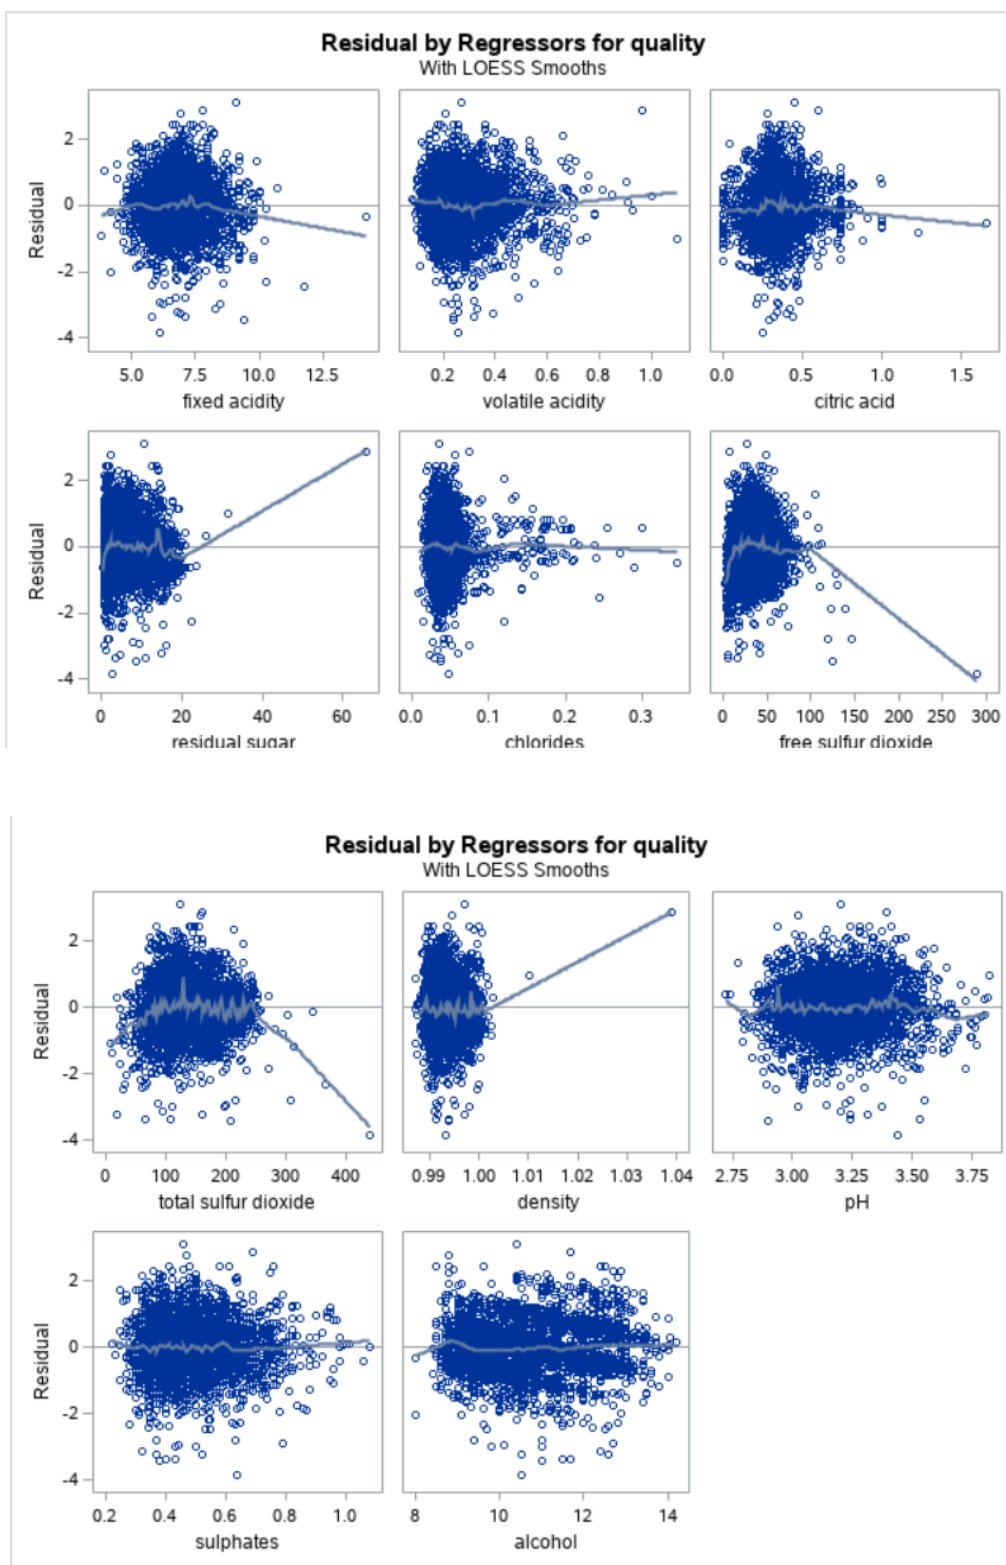 Residual by Regressors for quality
With LOESS Smooths
Residual
2
0
-2
-4
5.0 7.5 10.0 12.5
fixed acidity
0.2 0.4 0.6 0.8 1.0
volatile acidity
0.0 0.5 1.0 1.5
citric acid
Residual
2
0
-2
-4
0 20 40 60
residual sugar
0.0 0.1 0.2 0.3
chlorides
0 50 100 150 200 250 300
free sulfur dioxide
Residual by Regressors for quality
With LOESS Smooths
Residual
2
0
-2
-4
0 100 200 300 400
total sulfur dioxide
0.99 1.00 1.01 1.02 1.03 1.04
density
2.75 3.00 3.25 3.50 3.75
pH
Residual
2
0
-2
-4
0.2 0.4 0.6 0.8 1.0
sulphates
8 10 12 14
alcohol